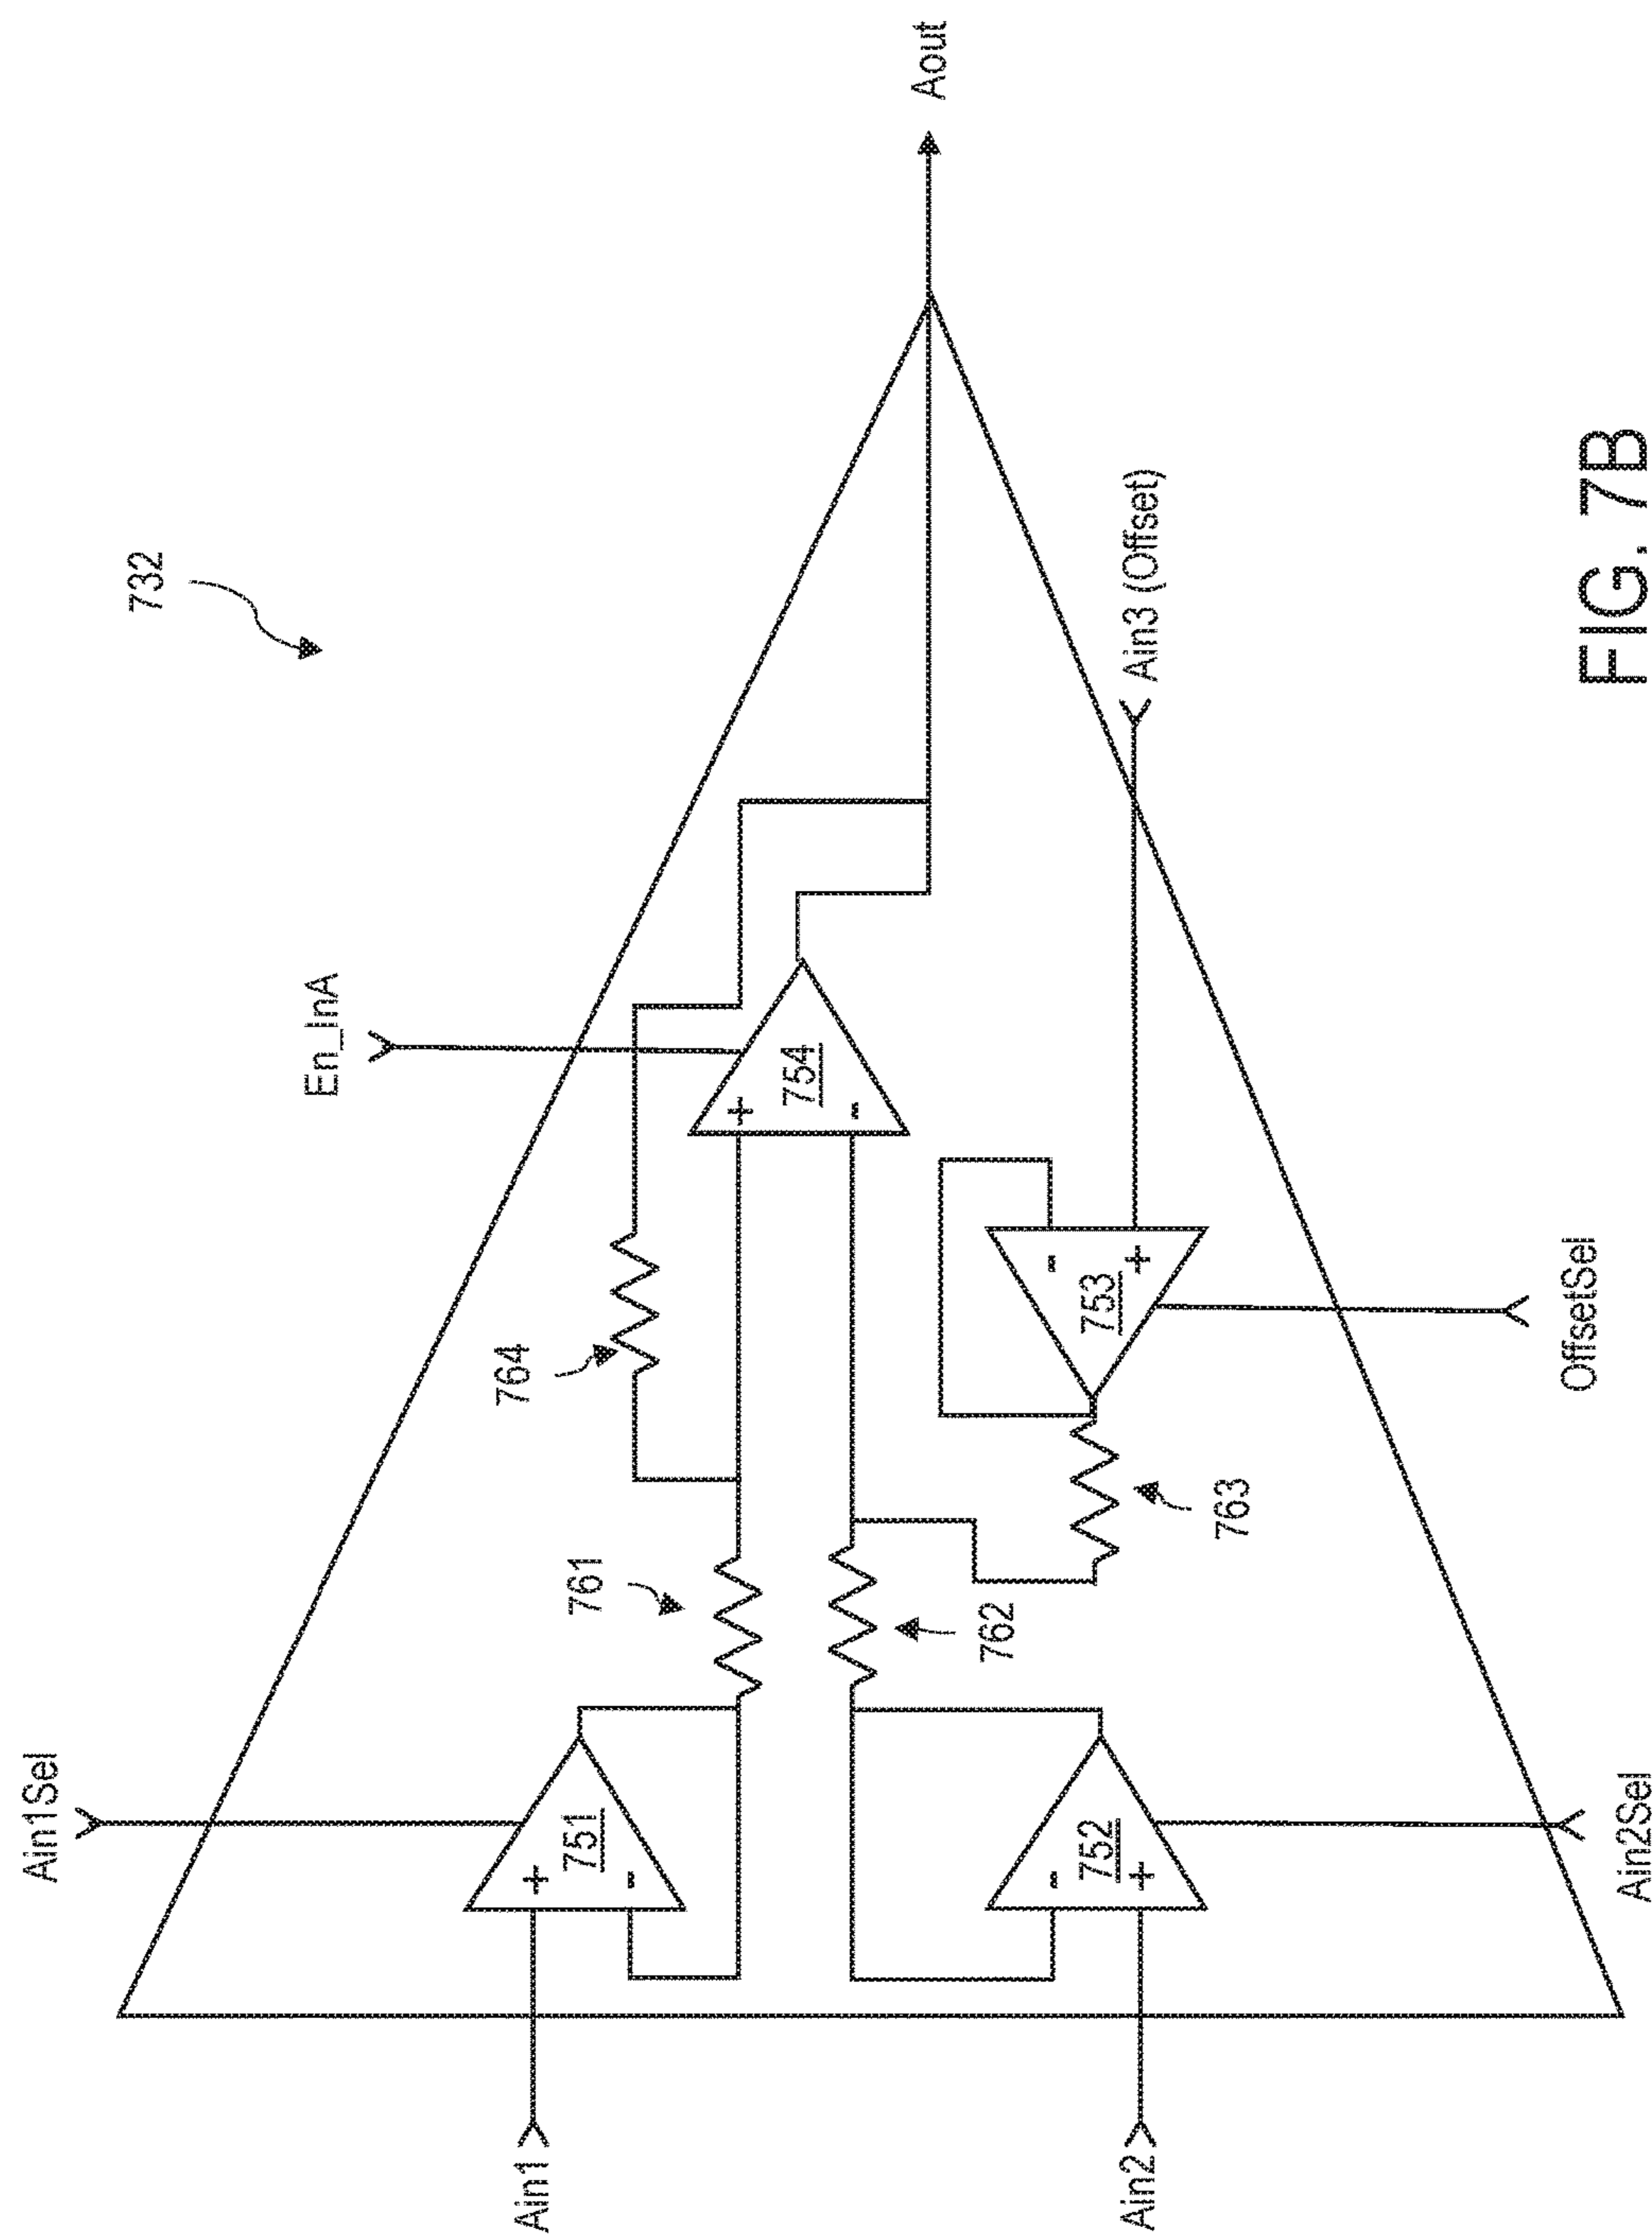 732
Ain1Sel
En_InA
Ain1
+
-
751
761
764
+
-
754
Aout
762
763
-
+
752
-
+
753
Ain2
Ain3 (Offset)
Ain2Sel
OffsetSel
FIG. 7B